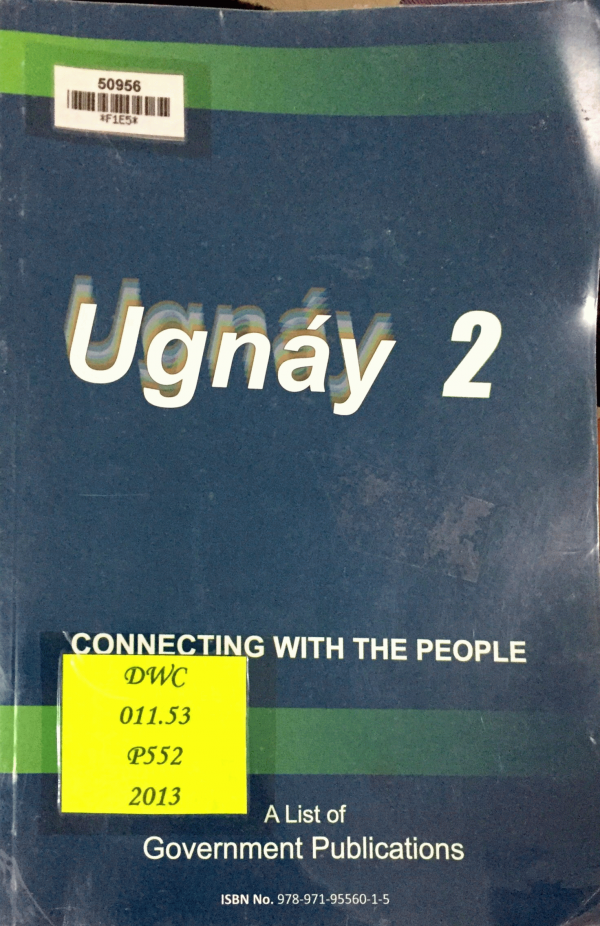 50956
*F1E5*
Ugnáy 2
CONNECTING WITH THE PEOPLE
DWC
011.53
P552
2013
A List of
Government Publications
ISBN No. 978-971-95560-1-5